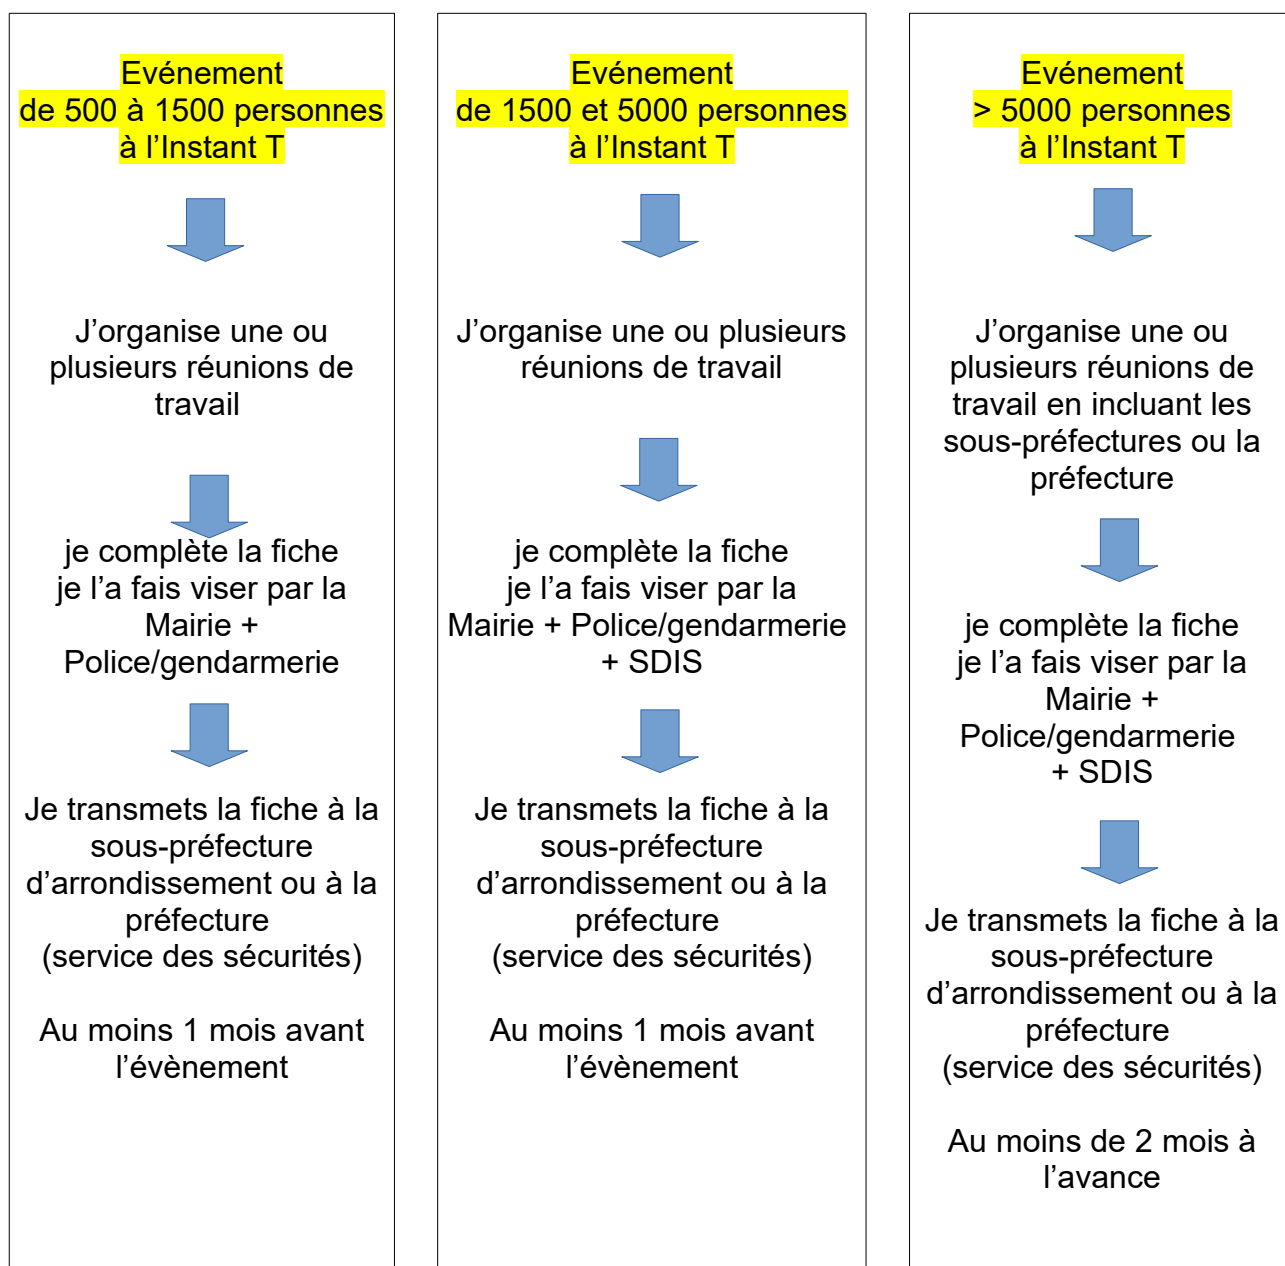 Evénement
de 500 à 1500 personnes
à l’Instant T
J’organise une ou
plusieurs réunions de
travail
je complète la fiche
je l’a fais viser par la
Mairie +
Police/gendarmerie
Je transmets la fiche à la
sous-préfecture
d’arrondissement ou à la
préfecture
(service des sécurités)
Au moins 1 mois avant
l’évènement
Evénement
de 1500 et 5000 personnes
à l’Instant T
J’organise une ou plusieurs
réunions de travail
je complète la fiche
je l’a fais viser par la
Mairie + Police/gendarmerie
+ SDIS
Je transmets la fiche à la
sous-préfecture
d’arrondissement ou à la
préfecture
(service des sécurités)
Au moins 1 mois avant
l’évènement
Evénement
> 5000 personnes
à l’Instant T
J’organise une ou
plusieurs réunions de
travail en incluant les
sous-préfectures ou la
préfecture
je complète la fiche
je l’a fais viser par la
Mairie +
Police/gendarmerie
+ SDIS
Je transmets la fiche à la
sous-préfecture
d’arrondissement ou à la
préfecture
(service des sécurités)
Au moins de 2 mois à
l’avance